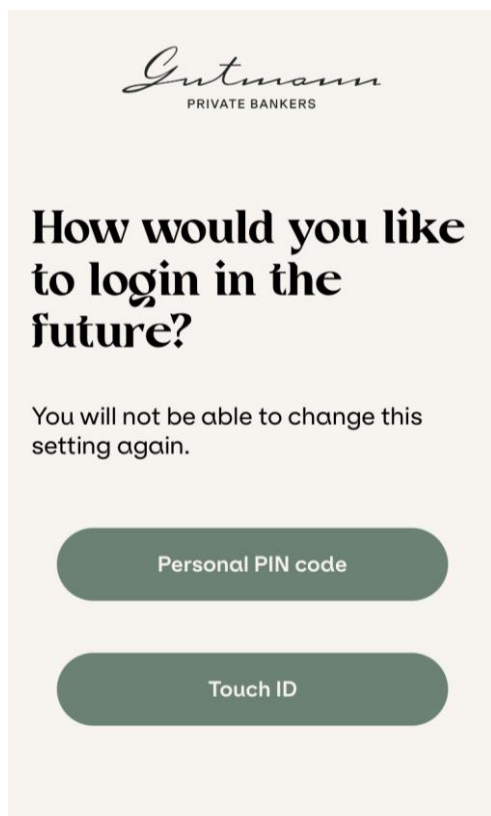 Gutmann
PRIVATE BANKERS
How would you like
to login in the
future?
You will not be able to change this
setting again.
Personal PIN code
Touch ID